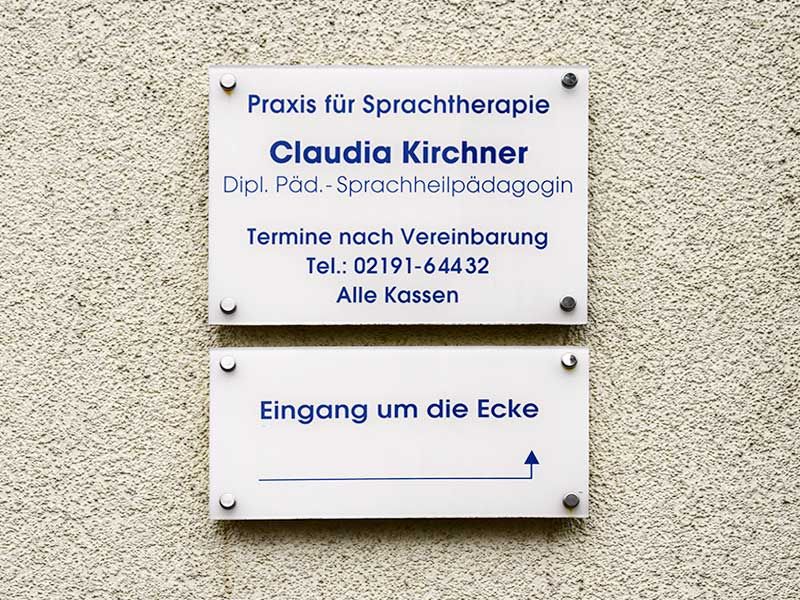 Praxis für Sprachtherapie
Claudia Kirchner
Dipl. Päd.-Sprachheilpädagogin
Termine nach Vereinbarung
Tel.: 02191-64432
Alle Kassen
Eingang um die Ecke